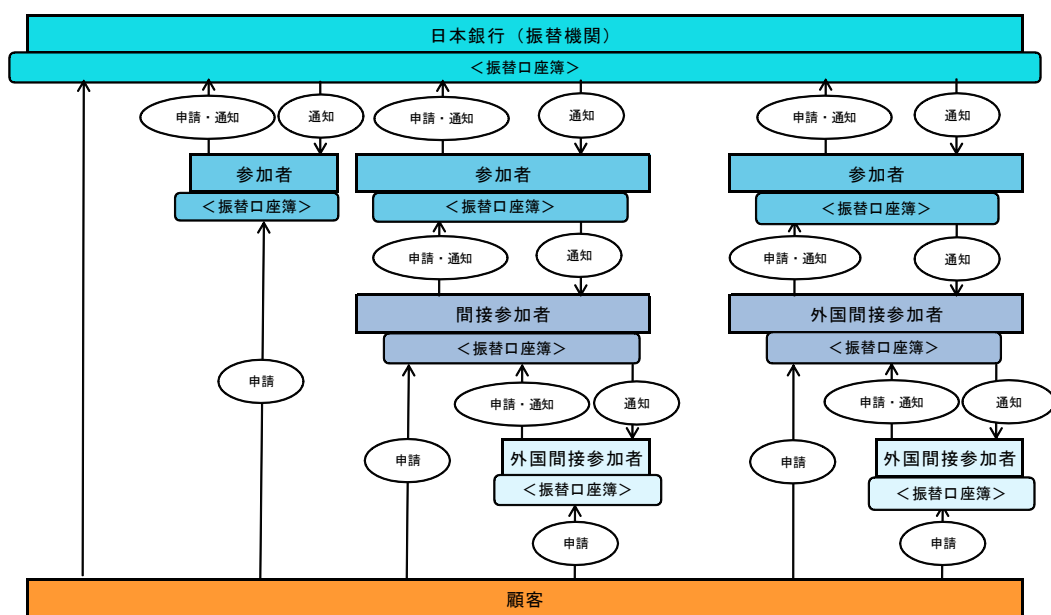 日本銀行（振替機関）
＜振替口座簿＞
申請・通知
通知
申請・通知
通知
申請・通知
通知
参加者
参加者
参加者
＜振替口座簿＞
＜振替口座簿＞
＜振替口座簿＞
申請・通知
通知
申請・通知
通知
間接参加者
外国間接参加者
＜振替口座簿＞
＜振替口座簿＞
申請
申請・通知
通知
申請・通知
通知
申請
外国間接参加者
申請
外国間接参加者
＜振替口座簿＞
＜振替口座簿＞
申請
申請
顧客